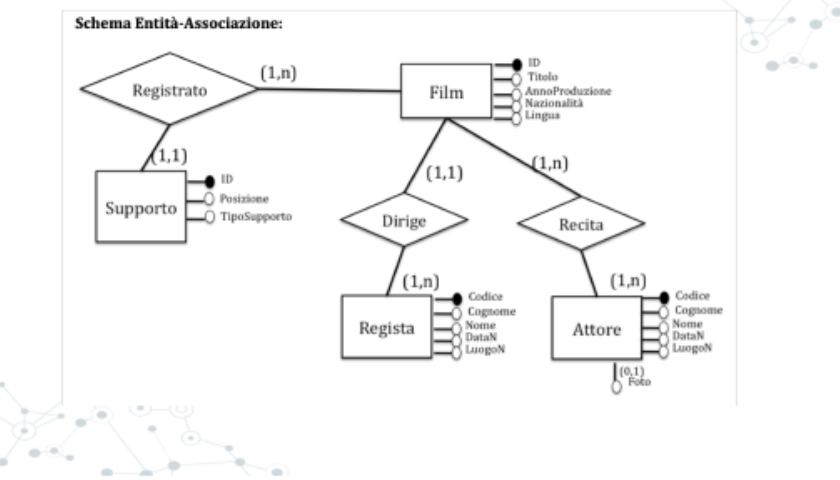 Schema Entità-Associazione:
Registrato
(1,n)
Film
ID
Titolo
AnnoProduzione
Nazionalità
Lingua
(1,1)
Supporto
ID
Posizione
TipoSupporto
(1,1)
(1,n)
Dirige
Recita
(1,n)
(1,n)
Regista
Codice
Cognome
Nome
DataN
LuogoN
Attore
Codice
Cognome
Nome
DataN
LuogoN
(0,1)
Foto